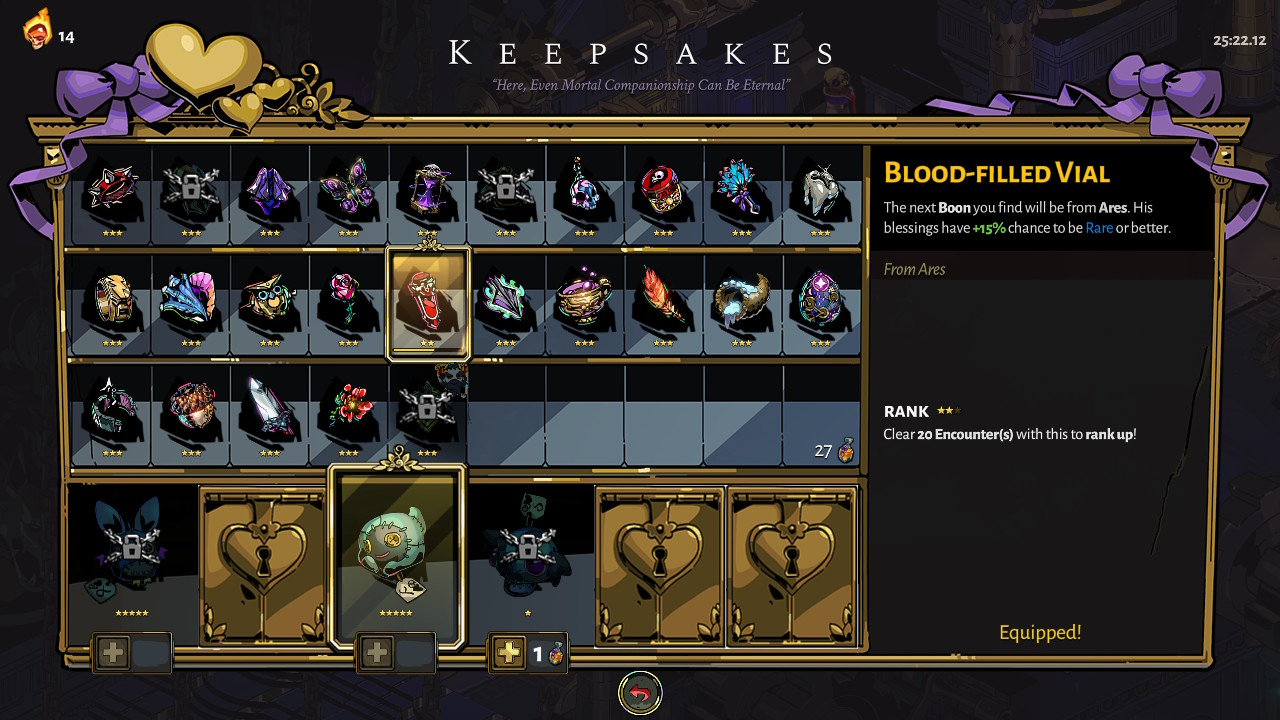 14
KEEPSAKES
25:22.12
“Here, Even Mortal Companionship Can Be Eternal”
BLOOD-FILLED VIAL
The next Boon you find will be from Ares. His
blessings have +15% chance to be Rare or better.
From Ares
RANK
Clear 20 Encounter(s) with this to rank up!
27
Equipped!
1